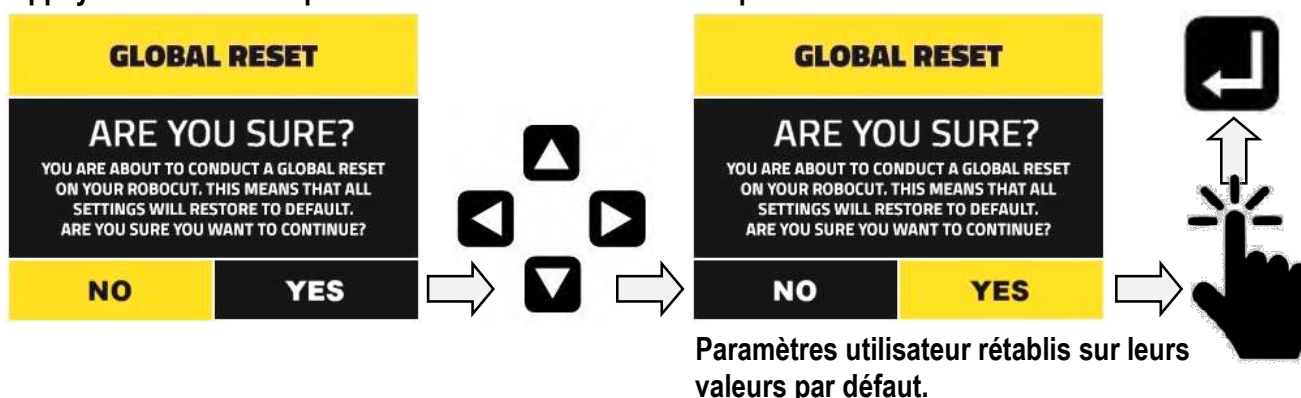 GLOBAL RESET
ARE YOU SURE?
YOU ARE ABOUT TO CONDUCT A GLOBAL RESET
ON YOUR ROBOCUT. THIS MEANS THAT ALL
SETTINGS WILL RESTORE TO DEFAULT.
ARE YOU SURE YOU WANT TO CONTINUE?
NO YES
GLOBAL RESET
ARE YOU SURE?
YOU ARE ABOUT TO CONDUCT A GLOBAL RESET
ON YOUR ROBOCUT. THIS MEANS THAT ALL
SETTINGS WILL RESTORE TO DEFAULT.
ARE YOU SURE YOU WANT TO CONTINUE?
NO YES
Paramètres utilisateur rétablis sur leurs
valeurs par défaut.